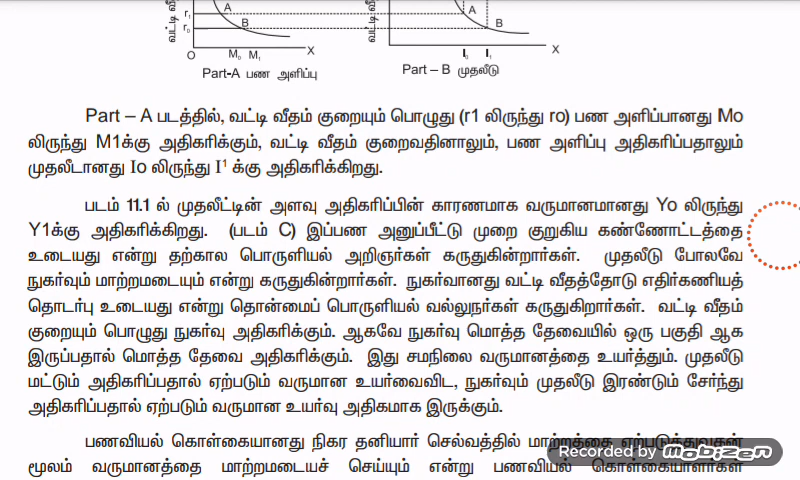 வட்டி வீ
r1
A
r0
B
O
M0 M1
X
Part-A பண அளிப்பு
வட்டி வீ
A
B
I0 I1
X
Part – B முதலீடு
Part – A படத்தில், வட்டி வீதம் குறையும் பொழுது (r1 லிருந்து ro) பண அளிப்பானது Mo
லிருந்து M1க்கு அதிகரிக்கும், வட்டி வீதம் குறைவதினாலும், பண அளிப்பு அதிகரிப்பதாலும்
முதலீடானது Io லிருந்து I¹ க்கு அதிகரிக்கிறது.
படம் 11.1 ல் முதலீட்டின் அளவு அதிகரிப்பின் காரணமாக வருமானமானது Yo லிருந்து
Y1க்கு அதிகரிக்கிறது. (படம் C) இப்பண அனுப்பீட்டு முறை குறுகிய கண்ணோட்டத்தை
உடையது என்று தற்கால பொருளியல் அறிஞர்கள் கருதுகின்றார்கள். முதலீடு போலவே
நுகர்வும் மாற்றமடையும் என்று கருதுகின்றார்கள். நுகர்வானது வட்டி வீதத்தோடு எதிர்கணியத்
தொடர்பு உடையது என்று தொன்மைப் பொருளியல் வல்லுநர்கள் கருதுகிறார்கள். வட்டி வீதம்
குறையும் பொழுது நுகர்வு அதிகரிக்கும். ஆகவே நுகர்வு மொத்த தேவையில் ஒரு பகுதி ஆக
இருப்பதால் மொத்த தேவை அதிகரிக்கும். இது சமநிலை வருமானத்தை உயர்த்தும். முதலீடு
மட்டும் அதிகரிப்பதால் ஏற்படும் வருமான உயர்வைவிட, நுகர்வும் முதலீடு இரண்டும் சேர்ந்து
அதிகரிப்பதால் ஏற்படும் வருமான உயர்வு அதிகமாக இருக்கும்.
பணவியல் கொள்கையானது நிகர தனியார் செல்வத்தில் மாற்றத்தை ஏற்படுத்துவதன்
மூலம் வருமானத்தை மாற்றமடையச் செய்யும் என்று பணவியல் கொள்கையாளர்கள்
Recorded by mobizen